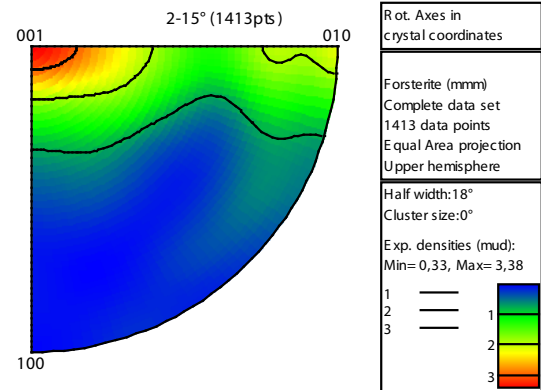 2-15° (1413pts)
001
010
100
Rot. Axes in
crystal coordinates
Forsterite (mmm)
Complete data set
1413 data points
Equal Area projection
Upper hemisphere
Half width:18°
Cluster size:0°
Exp. densities (mud):
Min= 0,33, Max= 3,38
1
2
3
1
2
3